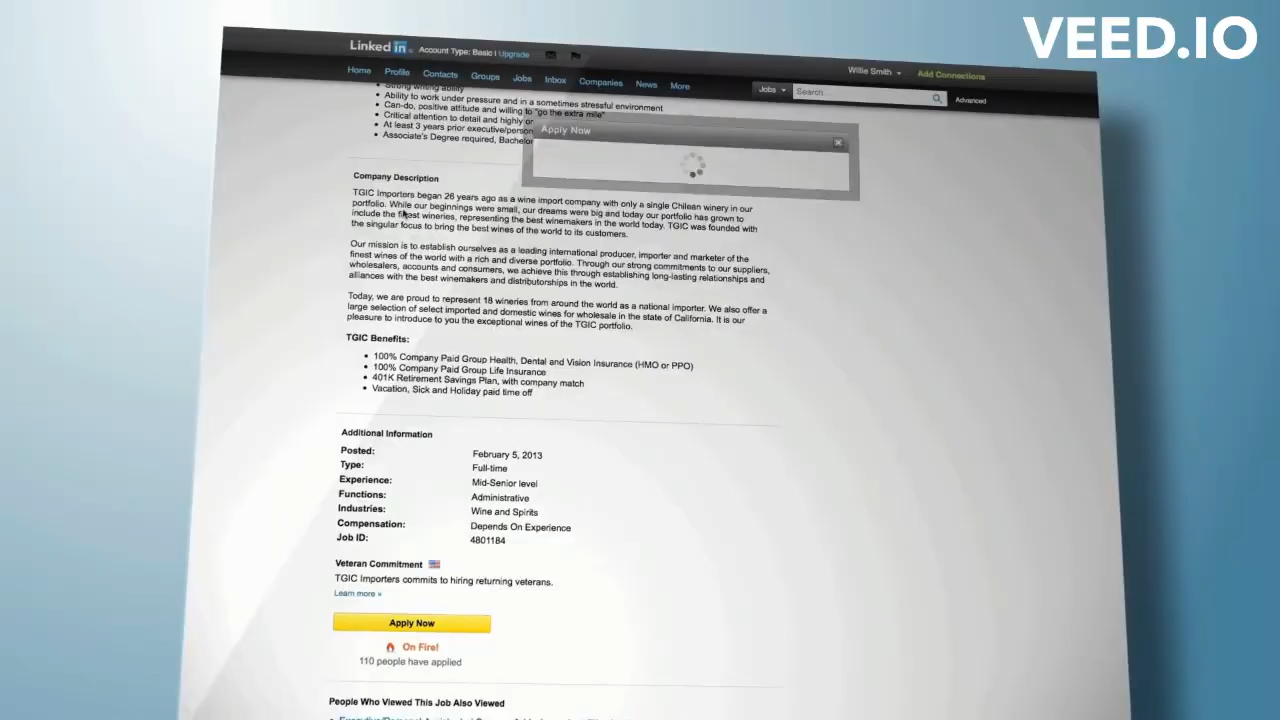 VEED.IO
Linked in Account Type: Basic | Upgrade
Willie Smith Add Connections
Home Profile Contacts Groups Jobs Inbox Companies News More Jobs Search... Advanced
Strong writing ability
Ability to work under pressure and in a sometimes stressful environment
Can-do, positive attitude and willing to "go the extra mile"
Critical attention to detail and highly or
At least 3 years prior executive/person
Associate's Degree required, Bachelor
Apply Now
Company Description
TGIC Importers began 26 years ago as a wine import company with only a single Chilean winery in our
portfolio. While our beginnings were small, our dreams were big and today our portfolio has grown to
include the finest wineries, representing the best winemakers in the world today. TGIC was founded with
the singular focus to bring the best wines of the world to its customers.
Our mission is to establish ourselves as a leading international producer, importer and marketer of the
finest wines of the world with a rich and diverse portfolio. Through our strong commitments to our suppliers,
wholesalers, accounts and consumers, we achieve this through establishing long-lasting relationships and
alliances with the best winemakers and distributorships in the world.
Today, we are proud to represent 18 wineries from around the world as a national importer. We also offer a
large selection of select imported and domestic wines for wholesale in the state of California. It is our
pleasure to introduce to you the exceptional wines of the TGIC portfolio.
TGIC Benefits:
100% Company Paid Group Health, Dental and Vision Insurance (HMO or PPO)
100% Company Paid Group Life Insurance
401K Retirement Savings Plan, with company match
Vacation, Sick and Holiday paid time off
Additional Information
Posted: February 5, 2013
Type: Full-time
Experience: Mid-Senior level
Functions: Administrative
Industries: Wine and Spirits
Compensation: Depends On Experience
Job ID: 4801184
Veteran Commitment
TGIC Importers commits to hiring returning veterans.
Learn more »
Apply Now
On Fire!
110 people have applied
People Who Viewed This Job Also Viewed